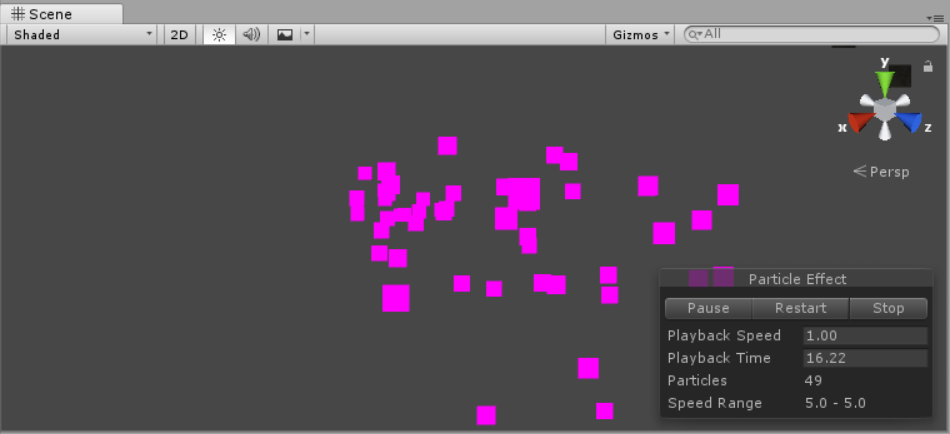 Scene
Shaded 2D Gizmos All
y
x z
Persp
Particle Effect
Pause Restart Stop
Playback Speed 1.00
Playback Time 16.22
Particles 49
Speed Range 5.0 - 5.0